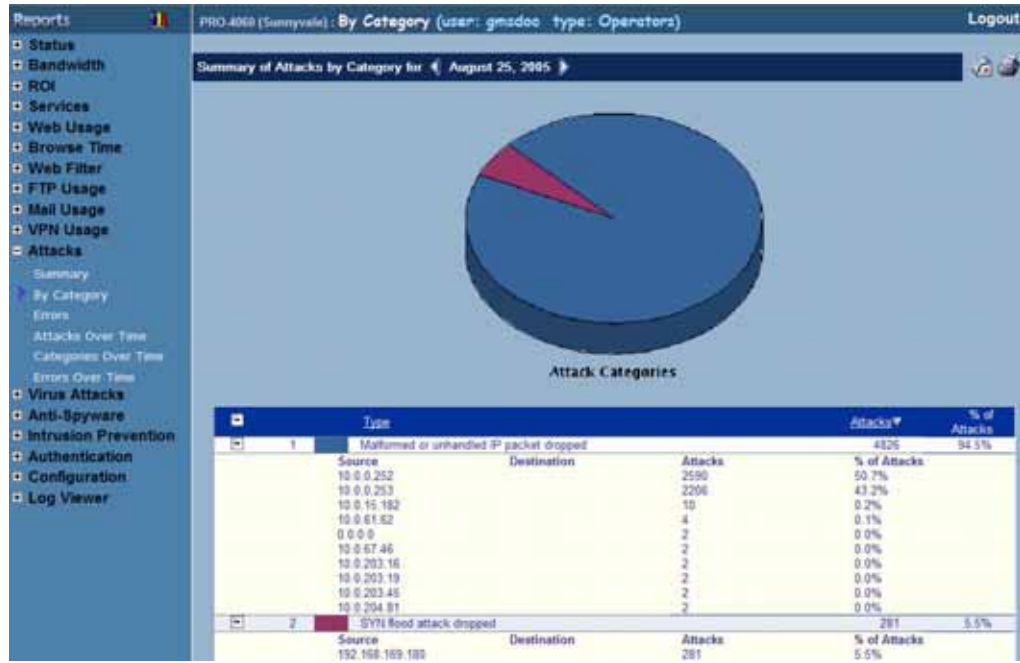 Reports
PRO-4060 (Sunnyvale) : By Category (user: gmsdoc type: Operators)
Logout
Status
Bandwidth
ROI
Services
Web Usage
Browse Time
Web Filter
FTP Usage
Mail Usage
VPN Usage
Attacks
Summary
By Category
Errors
Attacks Over Time
Categories Over Time
Errors Over Time
Virus Attacks
Anti-Spyware
Intrusion Prevention
Authentication
Configuration
Log Viewer
Summary of Attacks by Category for August 25, 2005
Attack Categories
Type Attacks % of Attacks
1 Malformed or unhandled IP packet dropped 4826 94.5%
Source Destination Attacks % of Attacks
10.0.0.252 2590 50.7%
10.0.0.253 2206 43.2%
10.0.15.182 10 0.2%
10.0.61.62 4 0.1%
0.0.0.0 2 0.0%
10.0.67.46 2 0.0%
10.0.203.16 2 0.0%
10.0.203.19 2 0.0%
10.0.203.45 2 0.0%
10.0.204.81 2 0.0%
2 SYN flood attack dropped 281 5.5%
Source Destination Attacks % of Attacks
192.168.169.180 281 5.5%